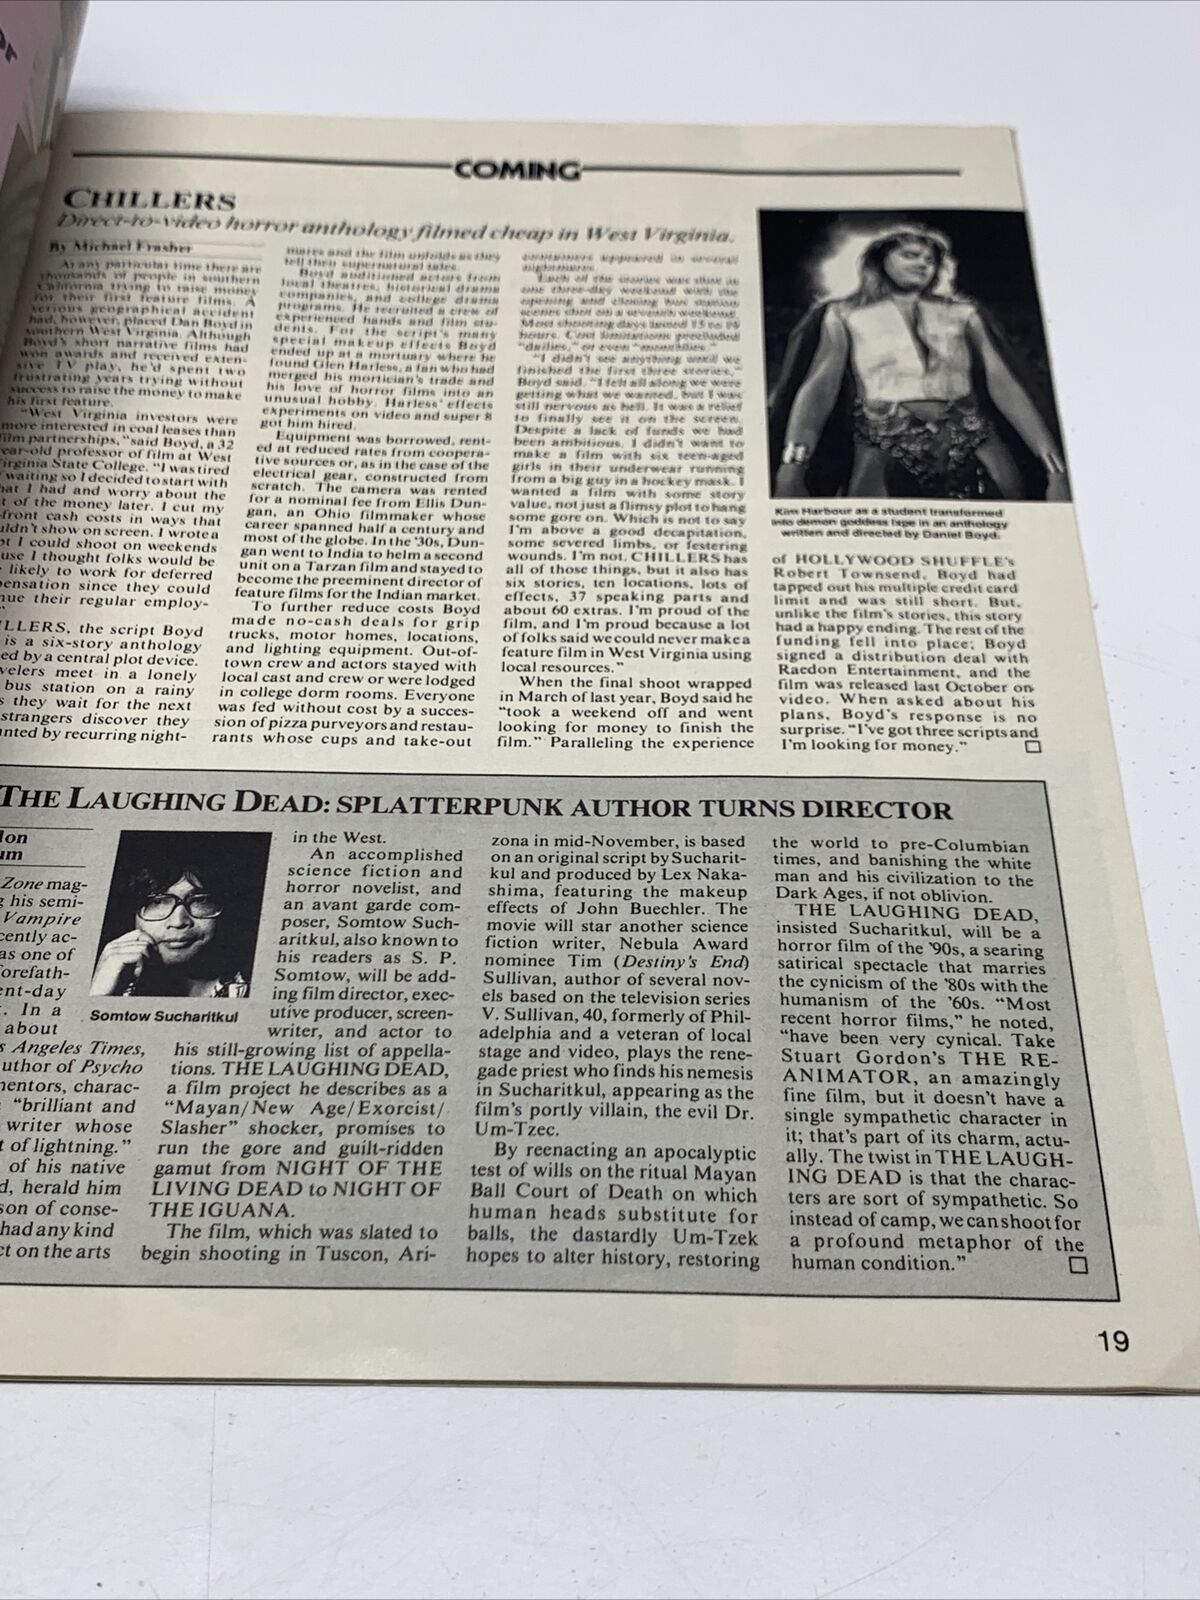 COMING
CHILLERS
Direct-to-video horror anthology filmed cheap in West Virginia.
By Michael Frasher
At any particular time there are
thousands of people in southern
California trying to raise money
for their first feature films. A
serious geographical accident
had, however, placed Dan Boyd in
southern West Virginia. Although
Boyd's short narrative films had
won awards and received exten-
sive TV play, he'd spent two
frustrating years trying without
success to raise the money to make
his first feature.
"West Virginia investors were
more interested in coal leases than
film partnerships," said Boyd, a 32
ear-old professor of film at West
irginia State College. "I was tired
waiting so I decided to start with
hat I had and worry about the
t of the money later. I cut my
front cash costs in ways that
uldn't show on screen. I wrote a
pt I could shoot on weekends
use I thought folks would be
likely to work for deferred
pensation since they could
nue their regular employ-
"
ILLERS, the script Boyd
is a six-story anthology
ed by a central plot device.
velers meet in a lonely
bus station on a rainy
s they wait for the next
strangers discover they
nted by recurring night-
mares and the film unfolds as they
tell their supernatural tales.
Boyd auditioned actors from
local theatres, historical drama
companies, and college drama
programs. He recruited a crew of
experienced hands and film stu-
dents. For the script's many
special makeup effects Boyd
ended up at a mortuary where he
found Glen Harless, a fan who had
merged his mortician's trade and
his love of horror films into an
unusual hobby. Harless' effects
experiments on video and super 8
got him hired.
Equipment was borrowed, rent-
ed at reduced rates from coopera-
tive sources or, as in the case of the
electrical gear, constructed from
scratch. The camera was rented
for a nominal fee from Ellis Dun-
gan, an Ohio filmmaker whose
career spanned half a century and
most of the globe. In the '30s, Dun-
gan went to India to helm a second
unit on a Tarzan film and stayed to
become the preeminent director of
feature films for the Indian market.
To further reduce costs Boyd
made no-cash deals for grip
trucks, motor homes, locations,
and lighting equipment. Out-of-
town crew and actors stayed with
local cast and crew or were lodged
in college dorm rooms. Everyone
was fed without cost by a succes-
sion of pizza purveyors and restau-
rants whose cups and take-out
containers appeared in several
nightmares.
Each of the stories was shot in
one three-day weekend with the
opening and closing bus station
scenes shot on a seventh weekend.
Most shooting days lasted 15 to 19
hours. Cost limitations precluded
"dailies," or even "monthlies."
"I didn't see anything until we
finished the first three stories,"
Boyd said. "I felt all along we were
getting what we wanted, but I was
still nervous as hell. It was a relief
to finally see it on the screen.
Despite a lack of funds we had
been ambitious. I didn't want to
make a film with six teen-aged
girls in their underwear running
from a big guy in a hockey mask. I
wanted a film with some story
value, not just a flimsy plot to hang
some gore on. Which is not to say
I'm above a good decapitation,
some severed limbs, or festering
wounds. I'm not. CHILLERS has
all of those things, but it also has
six stories, ten locations, lots of
effects, 37 speaking parts and
about 60 extras. I'm proud of the
film, and I'm proud because a lot
of folks said we could never make a
feature film in West Virginia using
local resources."
When the final shoot wrapped
in March of last year, Boyd said he
"took a weekend off and went
looking for money to finish the
film." Paralleling the experience
Kim Harbour as a student transformed
into demon goddess Ixpe in an anthology
written and directed by Daniel Boyd.
of HOLLYWOOD SHUFFLE's
Robert Townsend, Boyd had
tapped out his multiple credit card
limit and was still short. But,
unlike the film's stories, this story
had a happy ending. The rest of the
funding fell into place; Boyd
signed a distribution deal with
Raedon Entertainment, and the
film was released last October on
video. When asked about his
plans, Boyd's response is no
surprise. "I've got three scripts and
I'm looking for money."
THE LAUGHING DEAD: SPLATTERPUNK AUTHOR TURNS DIRECTOR
lon
um
Zone mag-
g his semi-
Vampire
cently ac-
as one of
forefath-
ent-day
. In a
about
s Angeles Times,
uthor of Psycho
mentors, charac-
"brilliant and
writer whose
t of lightning."
of his native
d, herald him
son of conse-
had any kind
ct on the arts
Somtow Sucharitkul
in the West.
An accomplished
science fiction and
horror novelist, and
an avant garde com-
poser, Somtow Such-
aritkul, also known to
his readers as S. P.
Somtow, will be add-
ing film director, exec-
utive producer, screen-
writer, and actor to
his still-growing list of appella-
tions. THE LAUGHING DEAD,
a film project he describes as a
"Mayan/New Age/Exorcist/
Slasher" shocker, promises to
run the gore and guilt-ridden
gamut from NIGHT OF THE
LIVING DEAD to NIGHT OF
THE IGUANA.
The film, which was slated to
begin shooting in Tuscon, Ari-
zona in mid-November, is based
on an original script by Sucharit-
kul and produced by Lex Naka-
shima, featuring the makeup
effects of John Buechler. The
movie will star another science
fiction writer, Nebula Award
nominee Tim (Destiny's End)
Sullivan, author of several nov-
els based on the television series
V. Sullivan, 40, formerly of Phil-
adelphia and a veteran of local
stage and video, plays the rene-
gade priest who finds his nemesis
in Sucharitkul, appearing as the
film's portly villain, the evil Dr.
Um-Tzec.
By reenacting an apocalyptic
test of wills on the ritual Mayan
Ball Court of Death on which
human heads substitute for
balls, the dastardly Um-Tzek
hopes to alter history, restoring
the world to pre-Columbian
times, and banishing the white
man and his civilization to the
Dark Ages, if not oblivion.
THE LAUGHING DEAD,
insisted Sucharitkul, will be a
horror film of the '90s, a searing
satirical spectacle that marries
the cynicism of the '80s with the
humanism of the '60s. "Most
recent horror films," he noted,
"have been very cynical. Take
Stuart Gordon's THE RE-
ANIMATOR, an amazingly
fine film, but it doesn't have a
single sympathetic character in
it; that's part of its charm, actu-
ally. The twist in THE LAUGH-
ING DEAD is that the charac-
ters are sort of sympathetic. So
instead of camp, we can shoot for
a profound metaphor of the
human condition."
19